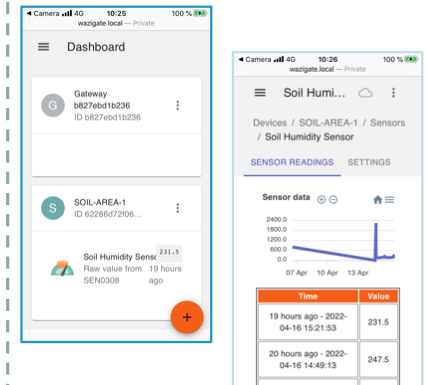 Camera 4G 10:25 100 %
wazigate.local — Private
Dashboard
G
Gateway
b827ebd1b236
ID b827ebd1b236
S
SOIL-AREA-1
ID 62286d72f06...
Soil Humidity Senso
231.5
Raw value from 19 hours
SEN0308 ago
+
Camera 4G 10:26 100 %
wazigate.local — Private
Soil Humi...
Devices / SOIL-AREA-1 / Sensors
/ Soil Humidity Sensor
SENSOR READINGS SETTINGS
Sensor data
2400.0
1800.0
1200.0
600.0
0.0
07 Apr 10 Apr 13 Apr
Time Value
19 hours ago - 2022-
04-16 15:21:53
231.5
20 hours ago - 2022-
04-16 14:49:13
247.5